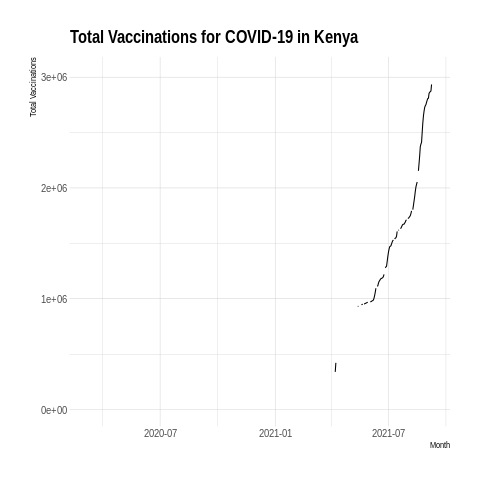 Total Vaccinations for COVID-19 in Kenya
Total Vaccinations
3e+06
2e+06
1e+06
0e+00
2020-07 2021-01 2021-07
Month